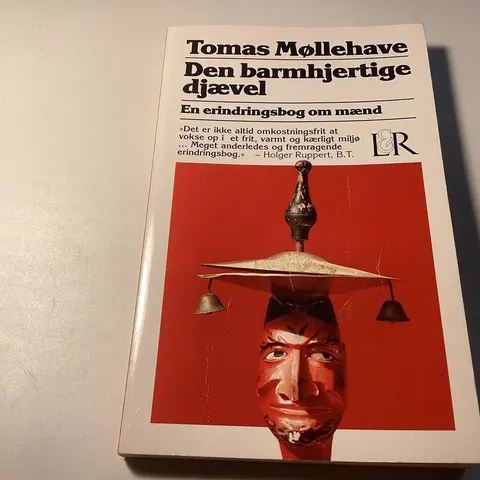 Tomas Møllehave
Den barmhjertige
djævel
En erindringsbog om mænd
»Det er ikke altid omkostningsfrit at
vokse op i et frit, varmt og kærligt miljø
... Meget anderledes og fremragende
erindringsbog.« – Holger Ruppert, B.T.
L&R